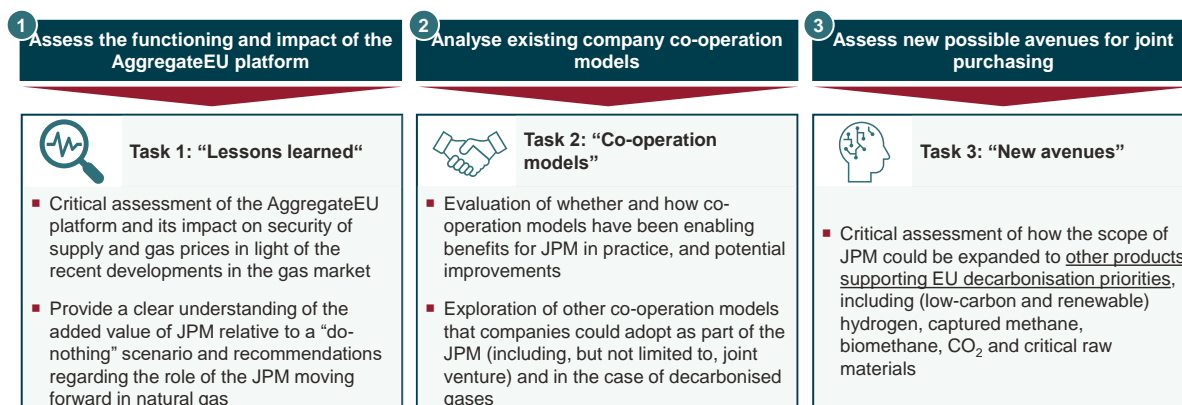 1
Assess the functioning and impact of the
AggregateEU platform
Task 1: “Lessons learned“
■ Critical assessment of the AggregateEU
platform and its impact on security of
supply and gas prices in light of the
recent developments in the gas market
■ Provide a clear understanding of the
added value of JPM relative to a “do-
nothing” scenario and recommendations
regarding the role of the JPM moving
forward in natural gas
2
Analyse existing company co-operation
models
Task 2: “Co-operation
models”
■ Evaluation of whether and how co-
operation models have been enabling
benefits for JPM in practice, and potential
improvements
■ Exploration of other co-operation models
that companies could adopt as part of the
JPM (including, but not limited to, joint
venture) and in the case of decarbonised
gases
3
Assess new possible avenues for joint
purchasing
Task 3: “New avenues”
■ Critical assessment of how the scope of
JPM could be expanded to other products
supporting EU decarbonisation priorities,
including (low-carbon and renewable)
hydrogen, captured methane,
biomethane, CO₂ and critical raw
materials